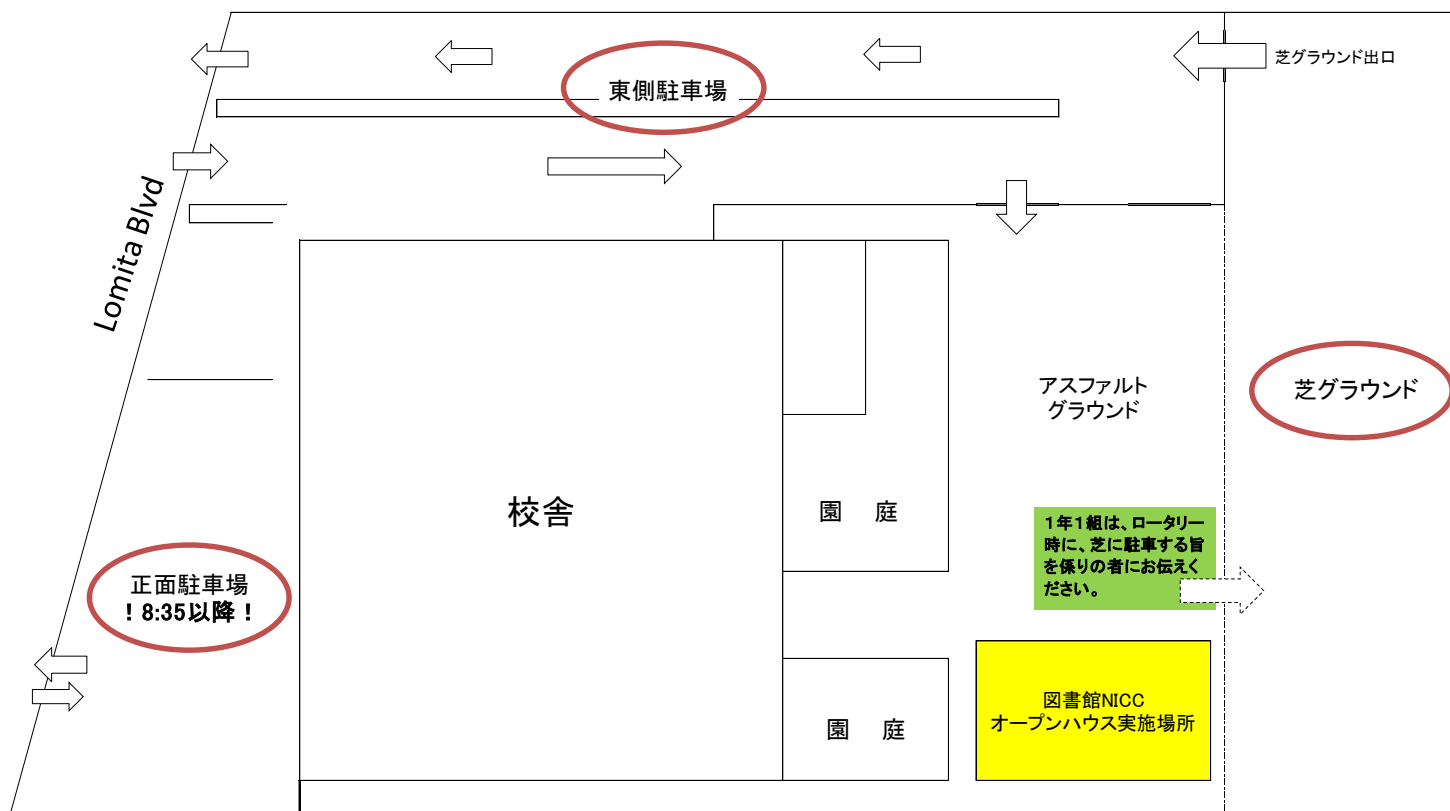 芝グラウンド出口
東側駐車場
Lomita Blvd
アスファルト
グラウンド
芝グラウンド
校舎
園　庭
1年1組は、ロータリー
時に、芝に駐車する旨
を係りの者にお伝えく
ださい。
正面駐車場
！8:35以降！
図書館NICC
オープンハウス実施場所
園　庭